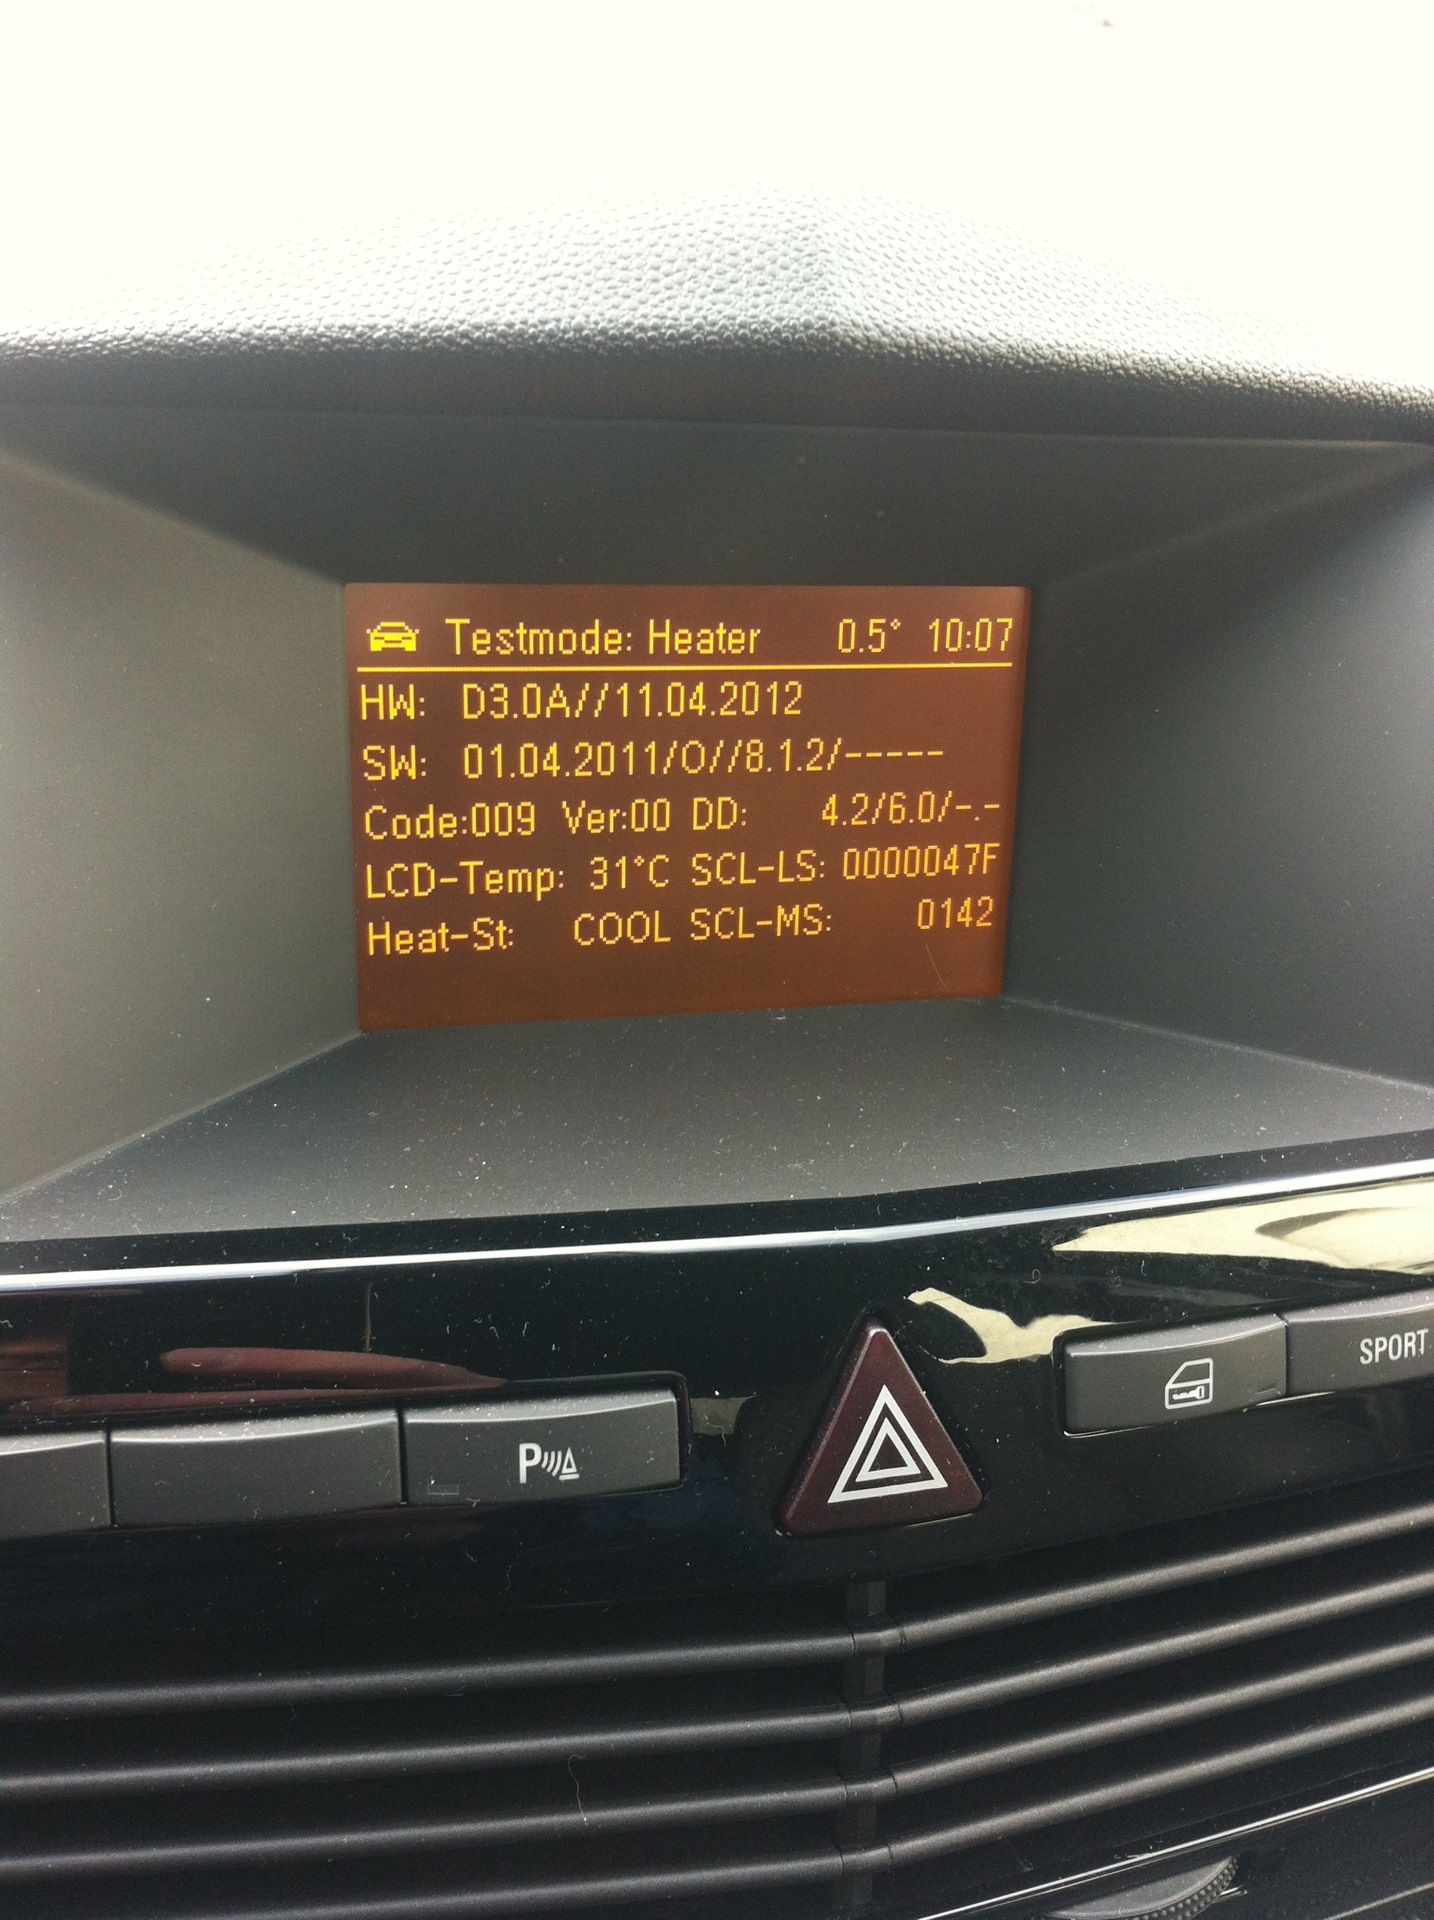 Testmode: Heater 0.5° 10:07
HW: D3.0A//11.04.2012
SW: 01.04.2011/O//8.1.2/-----
Code:009 Ver:00 DD: 4.2/6.0/-.-
LCD-Temp: 31°C SCL-LS: 0000047F
Heat-St: COOL SCL-MS: 0142
P
SPORT